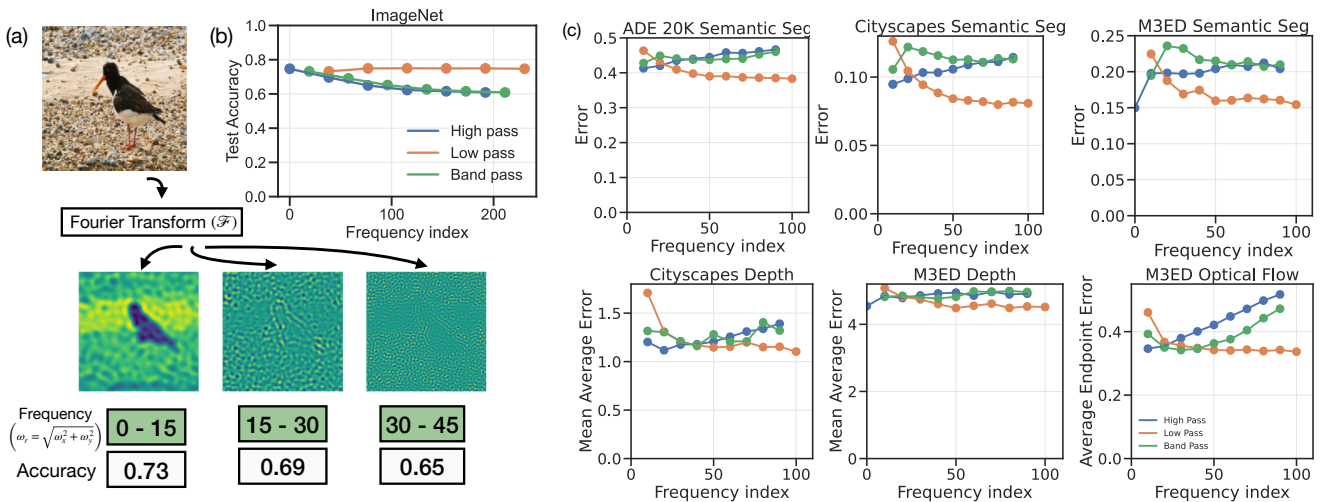 (a)
(b)
ImageNet
Test Accuracy
1.0
0.8
0.6
0.4
0.2
0.0
High pass
Low pass
Band pass
0
100
200
Frequency index
Fourier Transform (ℱ)
Frequency
(ω_r = √(ω_x^2 + ω_y^2))
0 - 15
15 - 30
30 - 45
Accuracy
0.73
0.69
0.65
(c)
ADE 20K Semantic Seg
Error
0.5
0.4
0.3
0.2
0.1
0.0
0
50
100
Frequency index
Cityscapes Semantic Seg
Error
0.10
0.05
0.00
0
50
100
Frequency index
M3ED Semantic Seg
Error
0.25
0.20
0.15
0.10
0.05
0.00
0
50
100
Frequency index
Cityscapes Depth
Mean Average Error
1.5
1.0
0.5
0.0
0
50
100
Frequency index
M3ED Depth
Mean Average Error
4
2
0
0
50
100
Frequency index
M3ED Optical Flow
Average Endpoint Error
0.4
0.2
0.0
High Pass
Low Pass
Band Pass
0
50
100
Frequency index